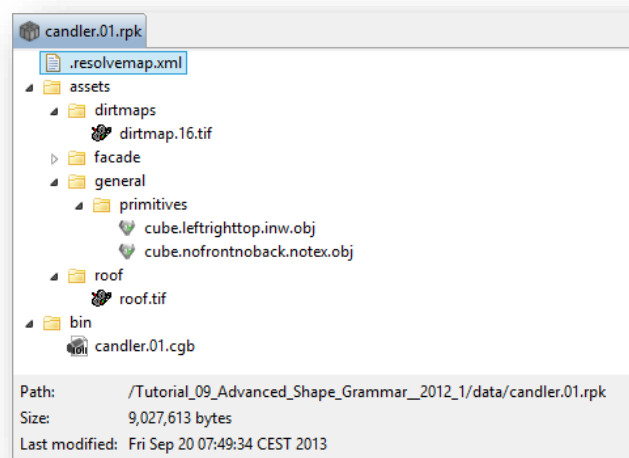 candler.01.rpk
.resolvemap.xml
assets
dirtmaps
dirtmap.16.tif
facade
general
primitives
cube.leftrighttop.inw.obj
cube.nofrontnoback.notex.obj
roof
roof.tif
bin
candler.01.cgb
Path: /Tutorial_09_Advanced_Shape_Grammar__2012_1/data/candler.01.rpk
Size: 9,027,613 bytes
Last modified: Fri Sep 20 07:49:34 CEST 2013